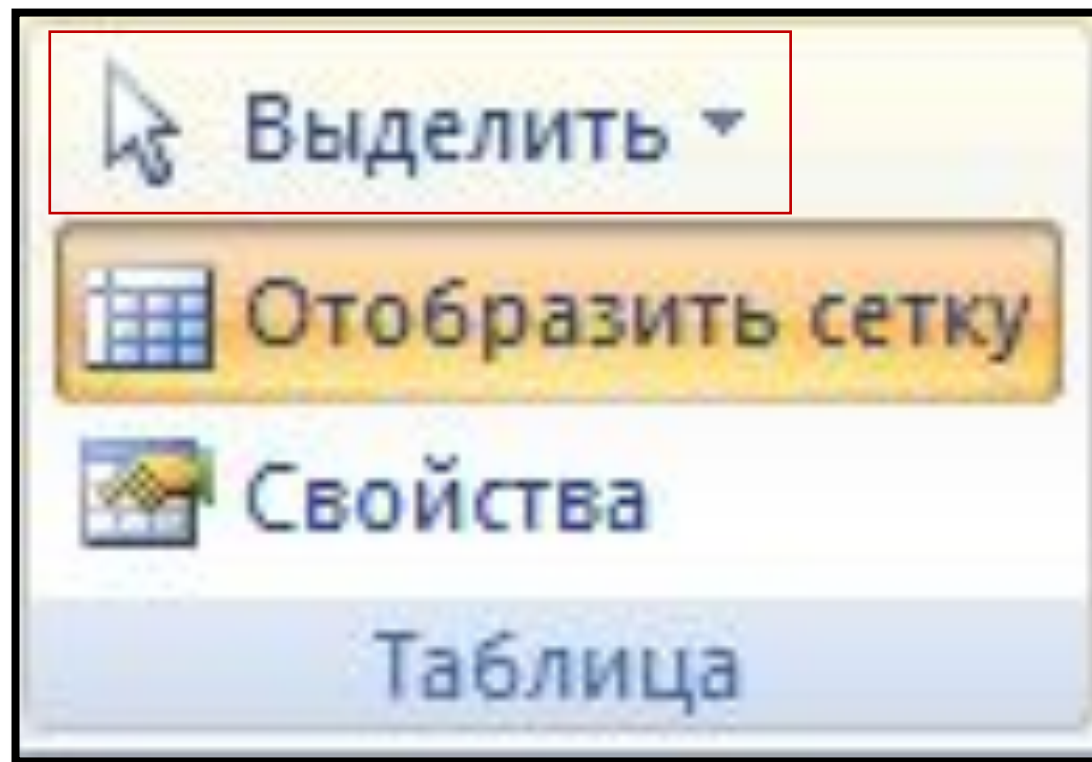 Выделить
Отобразить сетку
Свойства
Таблица